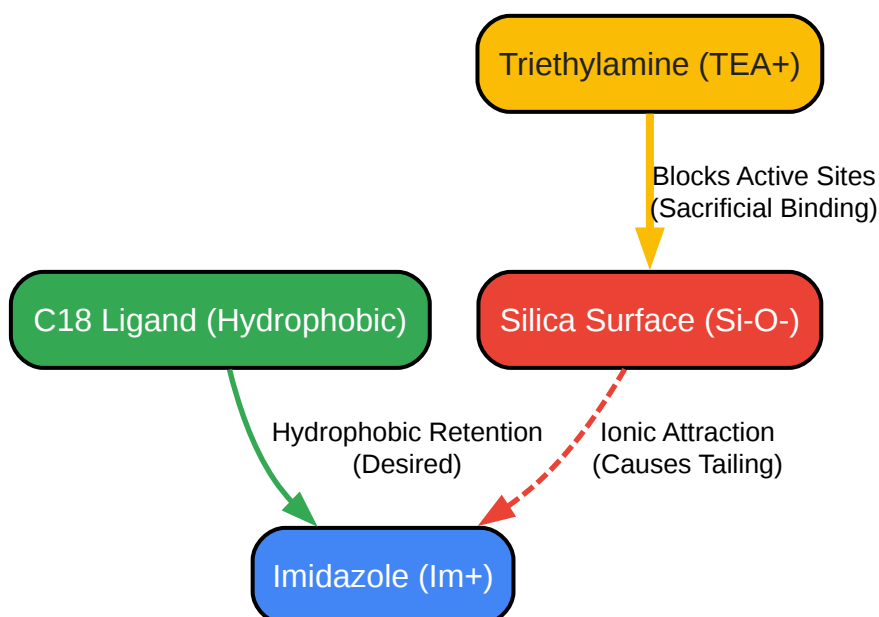 Triethylamine (TEA+)
Blocks Active Sites
(Sacrificial Binding)
C18 Ligand (Hydrophobic)
Silica Surface (Si-O-)
Hydrophobic Retention
(Desired)
Ionic Attraction
(Causes Tailing)
Imidazole (Im+)